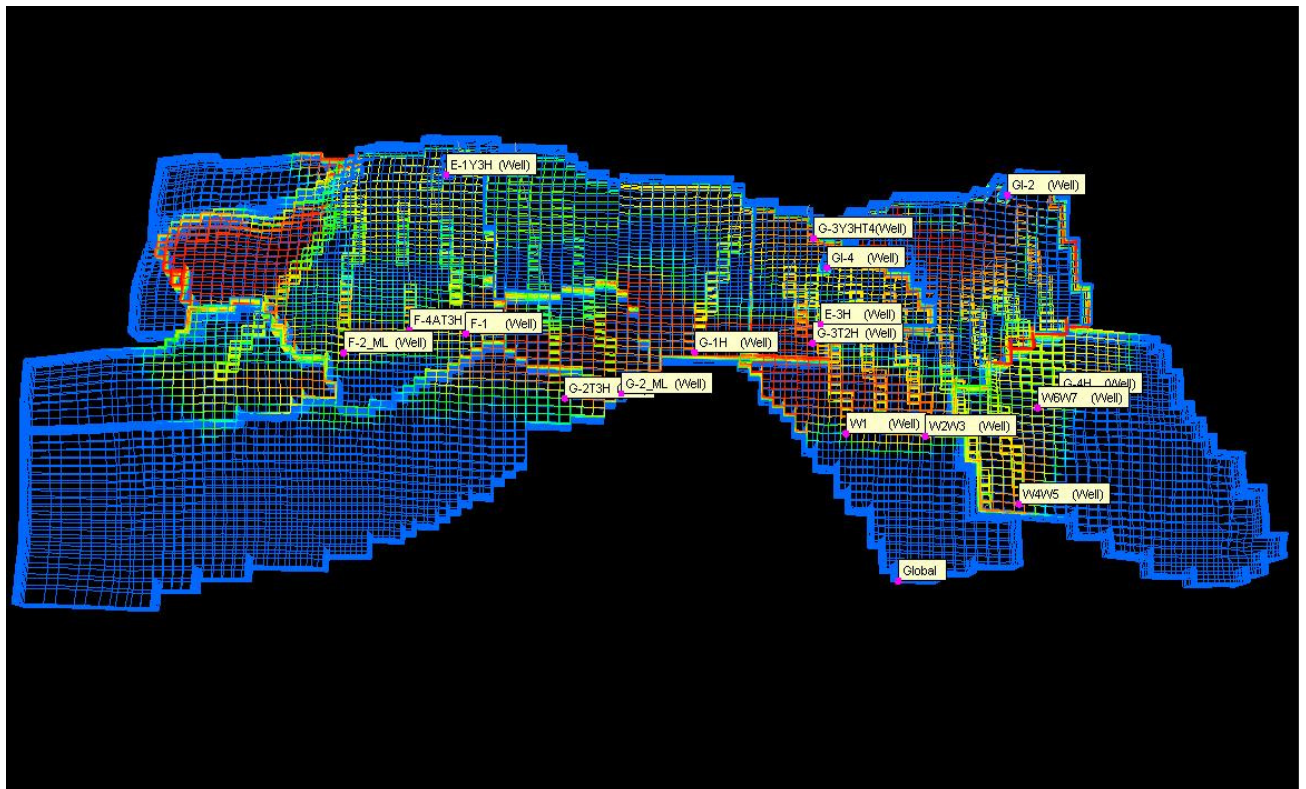 E-1Y3H (Well)
GI-2 (Well)
G-3Y3HT4(Well)
GI-4 (Well)
E-3H (Well)
F-4AT3H
F-1 (Well)
G-3T2H (Well)
F-2_ML (Well)
G-1H (Well)
G-2T3H
G-2_ML (Well)
G-4H (Well)
W6W7 (Well)
W1 (Well)
W2W3 (Well)
W4W5 (Well)
Global